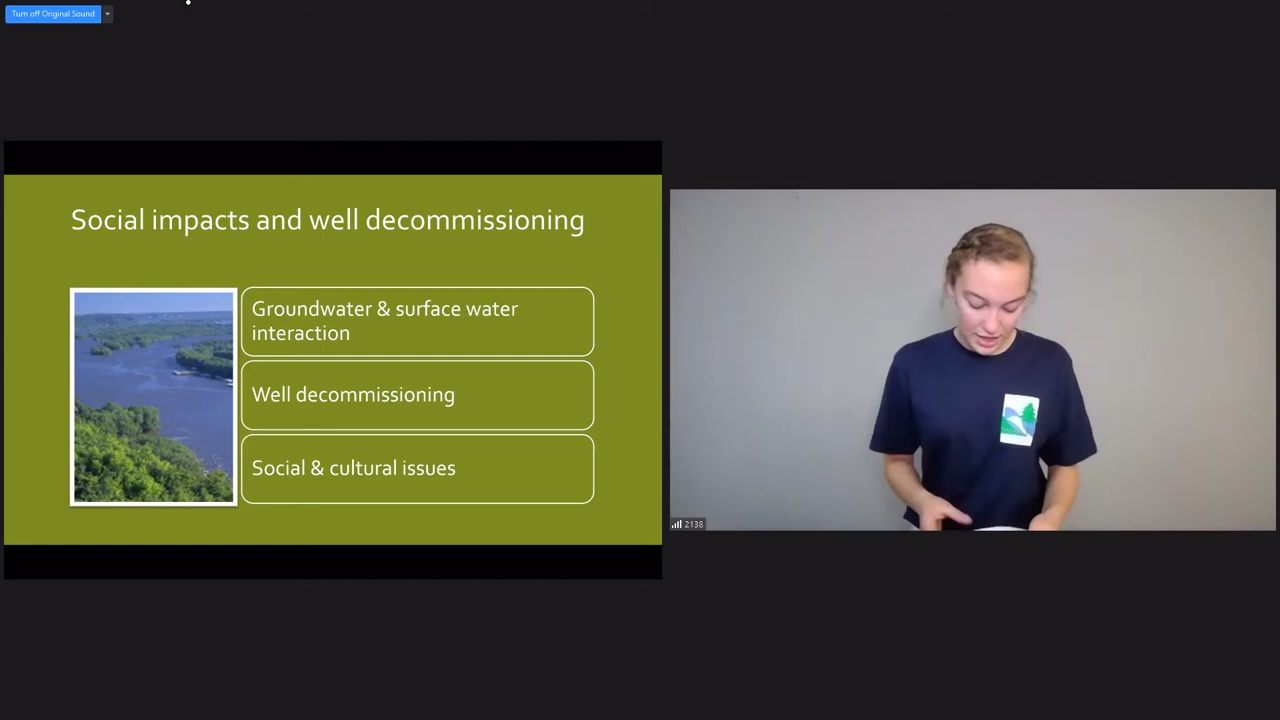 Turn off Original Sound
Social impacts and well decommissioning
Groundwater & surface water
interaction
Well decommissioning
Social & cultural issues
2138